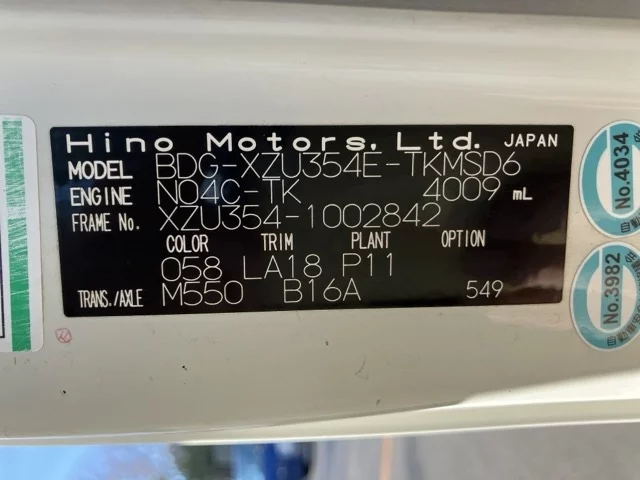 Hino Motors, Ltd. JAPAN
MODEL BDG-XZU354E-TKMSD6
ENGINE N04C-TK 4009 mL
FRAME No. XZU354-1002842
COLOR TRIM PLANT OPTION
058 LA18 P11
TRANS./AXLE M550 B16A 549
No.4034
No.3982